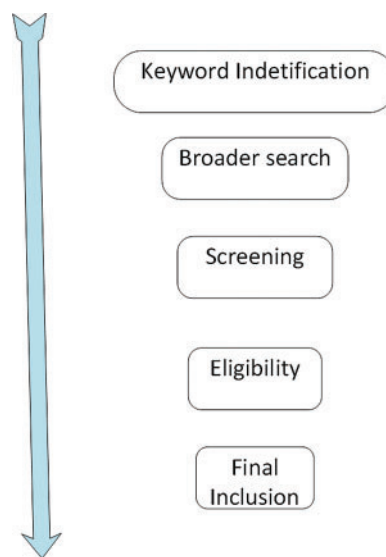 Keyword Indetification
Broader search
Screening
Eligibility
Final
Inclusion